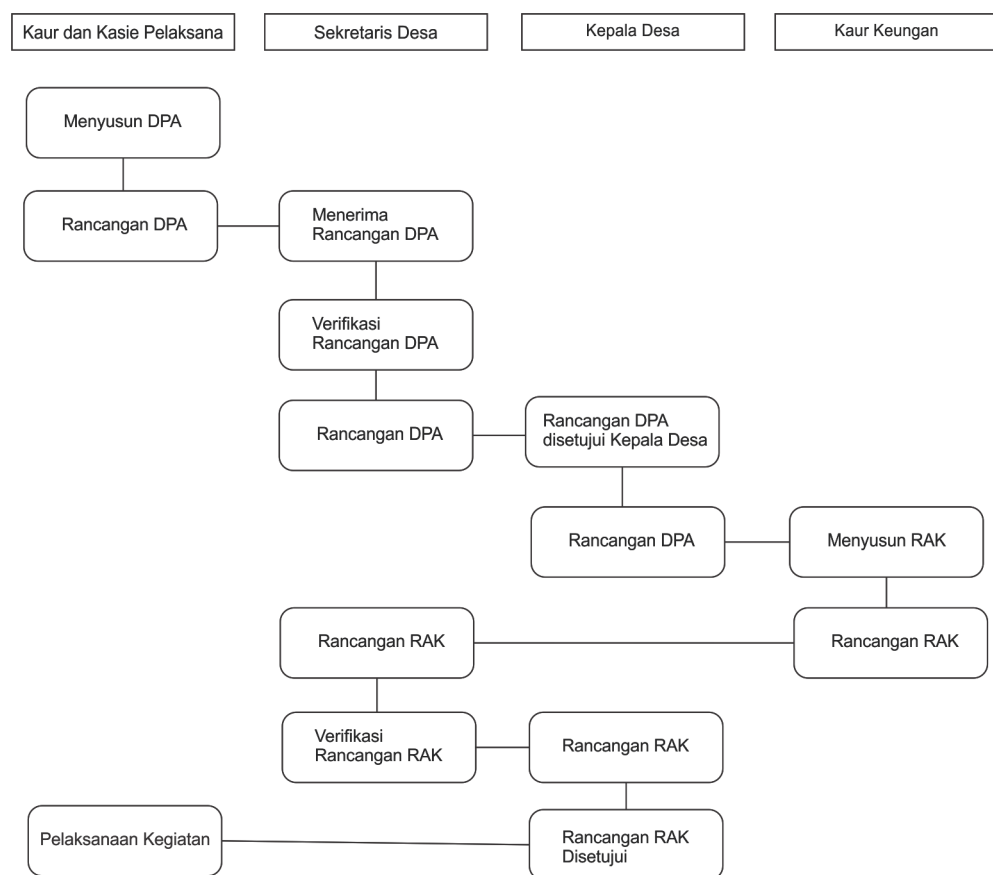 Kaur dan Kasie Pelaksana
Sekretaris Desa
Kepala Desa
Kaur Keungan
Menyusun DPA
Rancangan DPA
Menerima
Rancangan DPA
Verifikasi
Rancangan DPA
Rancangan DPA
Rancangan DPA
disetujui Kepala Desa
Rancangan DPA
Menyusun RAK
Rancangan RAK
Rancangan RAK
Verifikasi
Rancangan RAK
Rancangan RAK
Pelaksanaan Kegiatan
Rancangan RAK
Disetujui